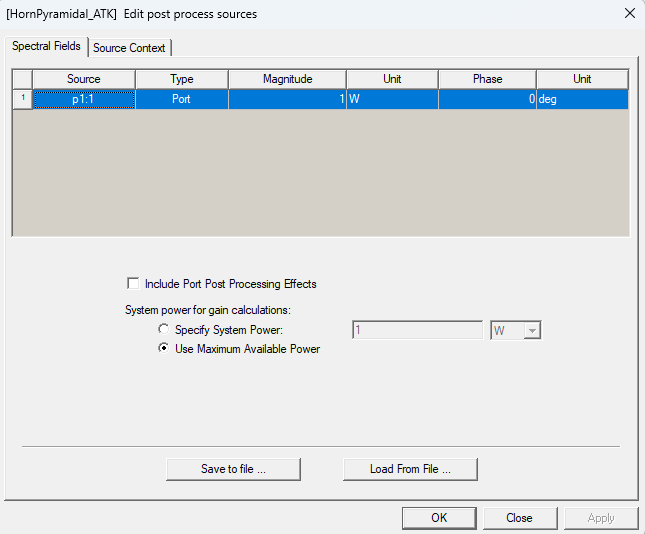 [HornPyramidal_ATK] Edit post process sources
Spectral Fields Source Context
Source Type Magnitude Unit Phase Unit
1 p1:1 Port 1 W 0 deg
Include Port Post Processing Effects
System power for gain calculations:
Specify System Power: 1 W
Use Maximum Available Power
Save to file ... Load From File ...
OK Close Apply